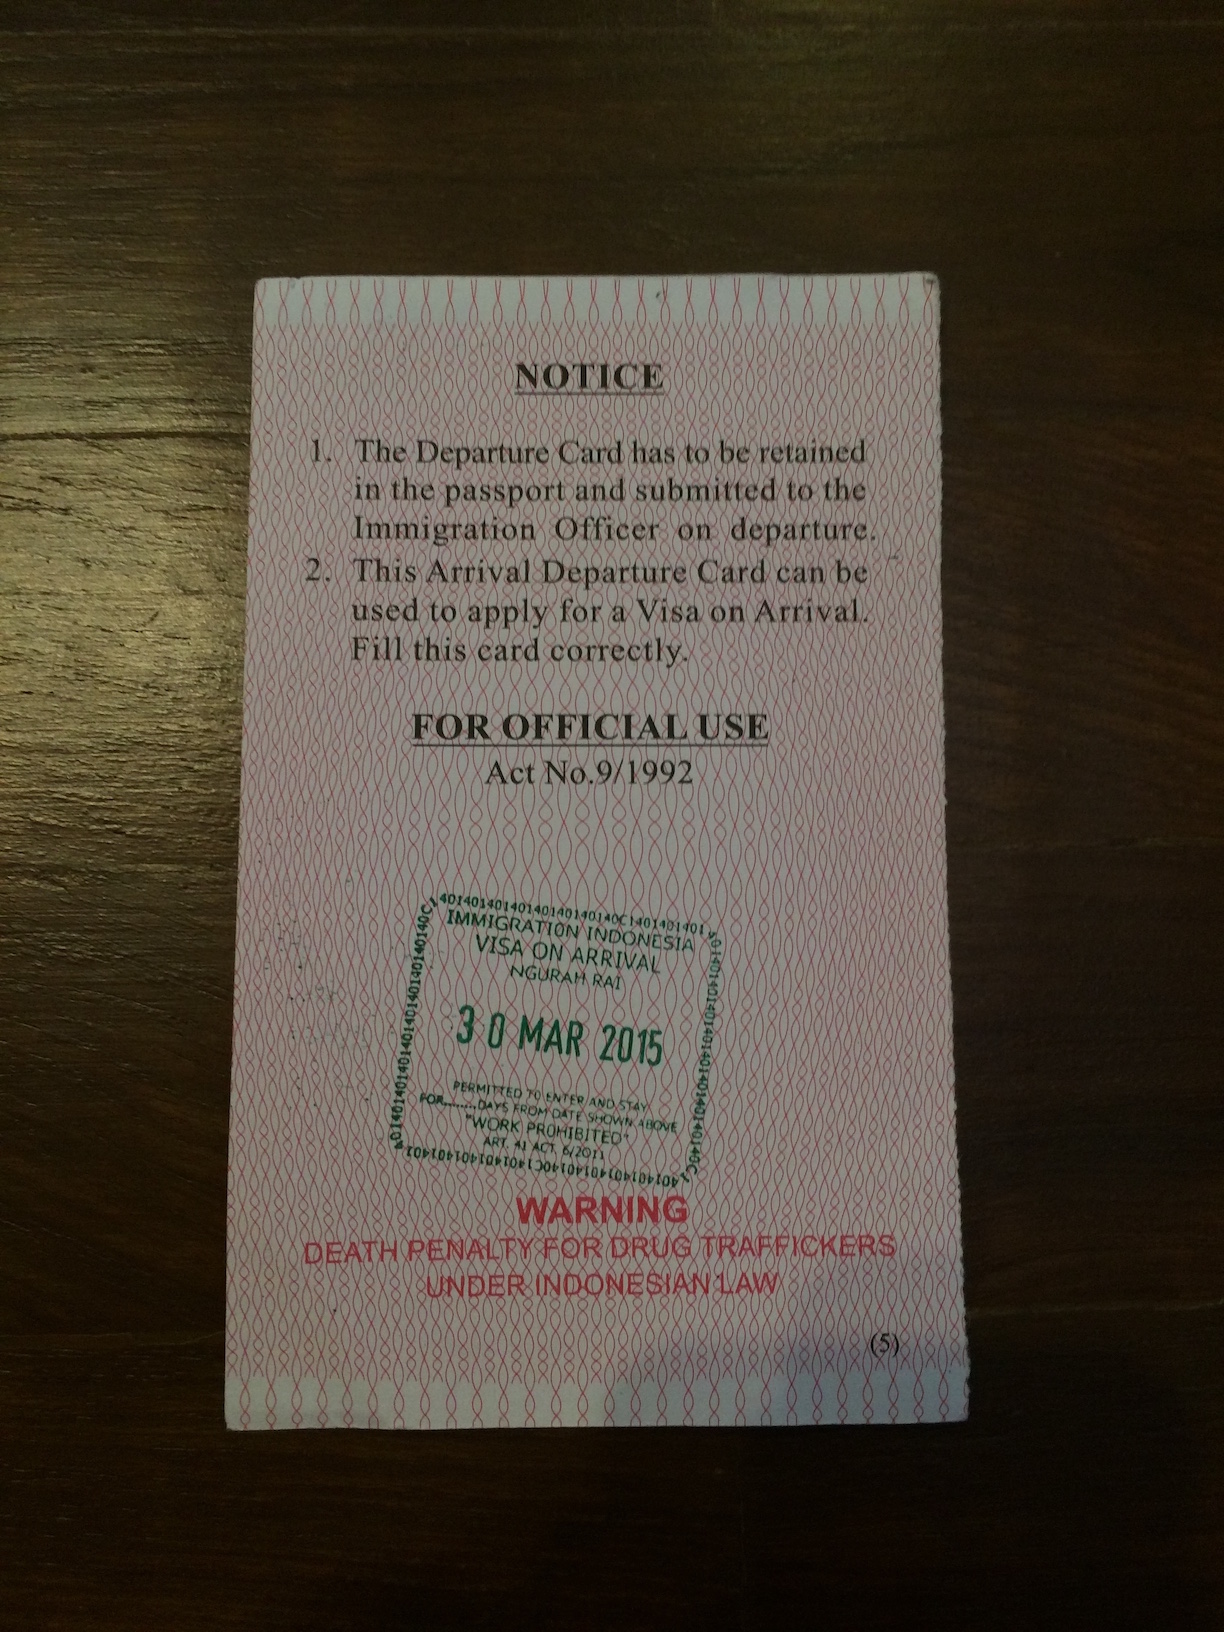 NOTICE
1. The Departure Card has to be retained
in the passport and submitted to the
Immigration Officer on departure.
2. This Arrival Departure Card can be
used to apply for a Visa on Arrival.
Fill this card correctly.
FOR OFFICIAL USE
Act No.9/1992
IMMIGRATION INDONESIA
VISA ON ARRIVAL
NGURAH RAI
30 MAR 2015
PERMITTED TO ENTER AND STAY
FOR........DAYS FROM DATE SHOWN ABOVE
"WORK PROHIBITED"
ART. 41 ACT. 6/2011
WARNING
DEATH PENALTY FOR DRUG TRAFFICKERS
UNDER INDONESIAN LAW
(5)